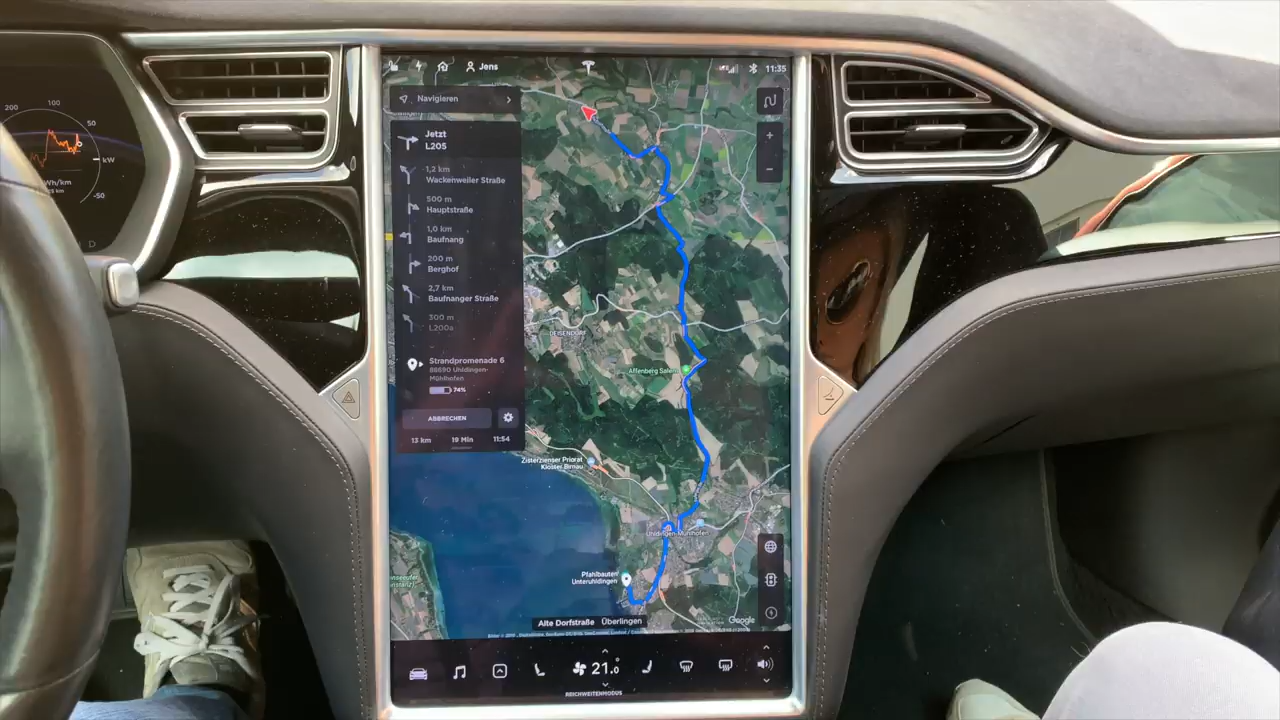 200
100
50
kW
Wh/km
-50
D
Jens
11:35
Navigieren
Jetzt
L205
1,2 km
Wackenweiler Straße
500 m
Hauptstraße
1,0 km
Baufnang
200 m
Berghof
2,7 km
Baufnanger Straße
300 m
L200a
Strandpromenade 6
88690 Uhldingen-
Mühlhofen
74%
ABBRECHEN
13 km 19 Min 11:54
+
−
DEISENDORF
Affenberg Salem
Zisterzienser Priorat
Kloster Birnau
Uhldingen-Mühlhofen
Pfahlbauten
Unteruhldingen
Alte Dorfstraße Überlingen
Google
21.0°
REICHWEITENMODUS